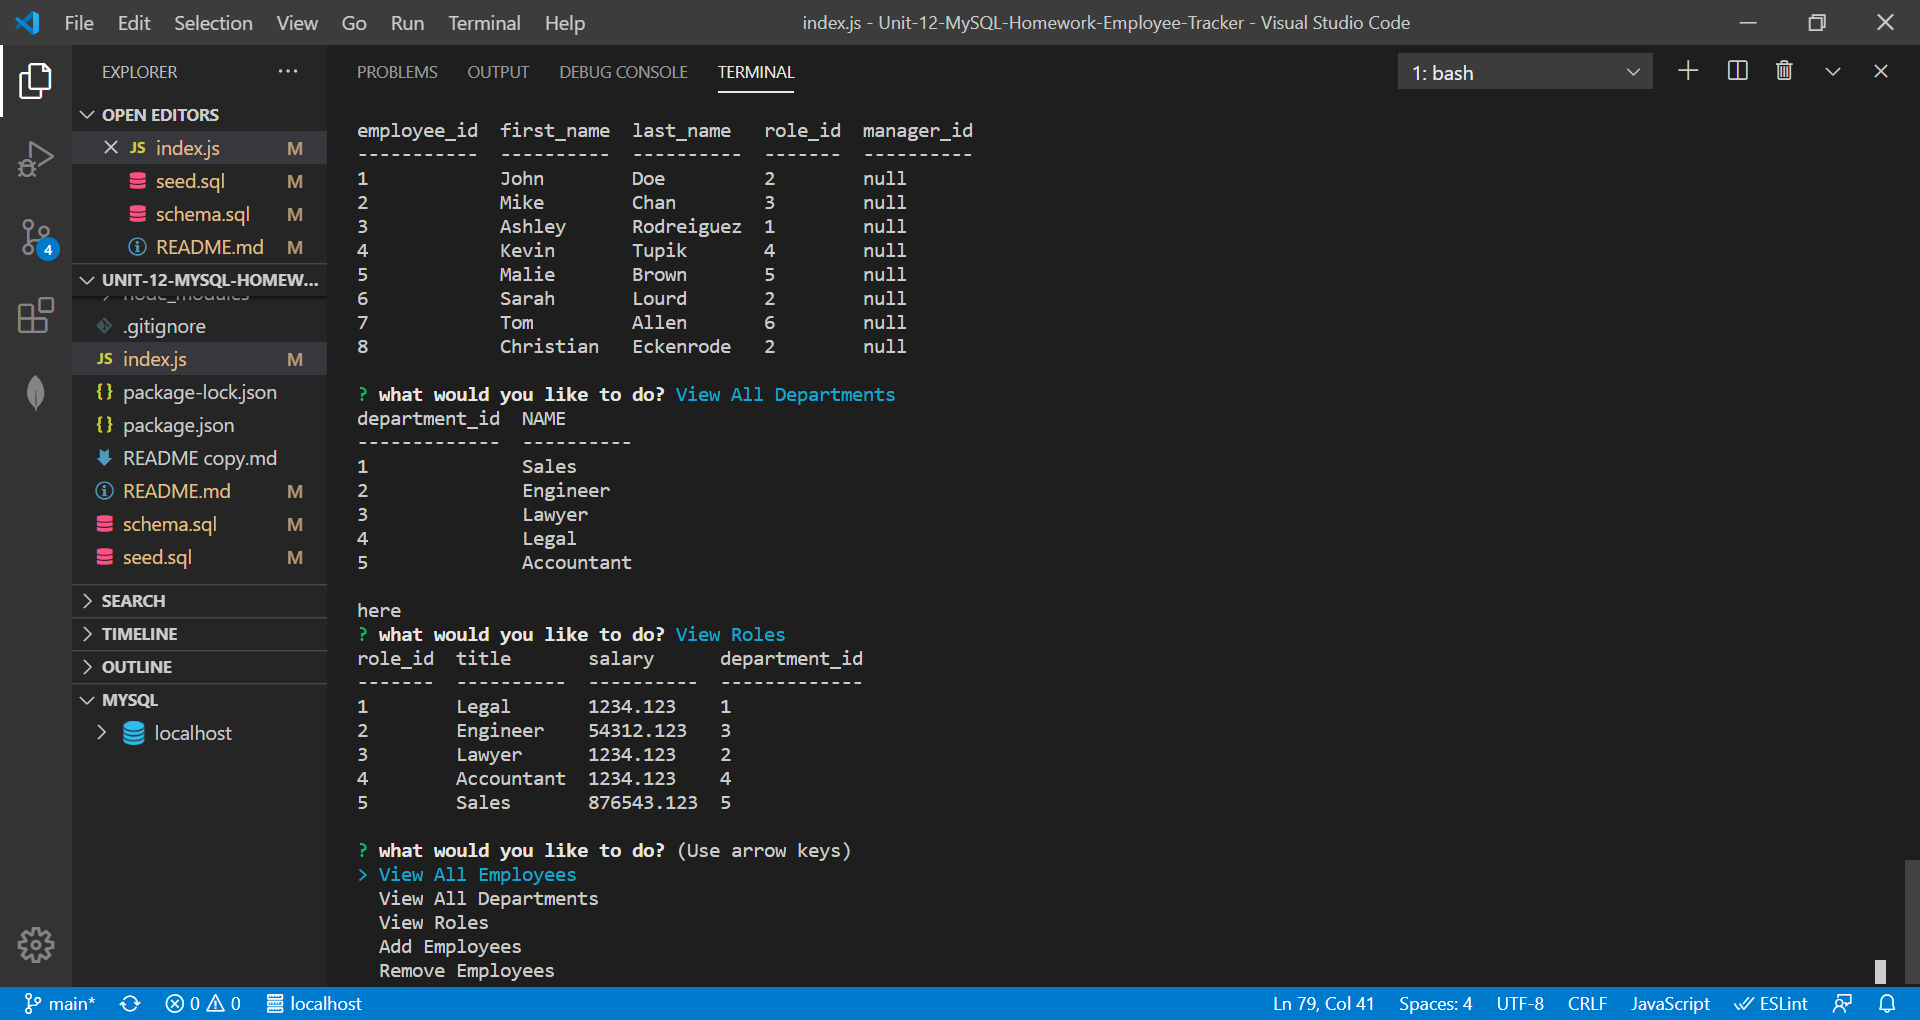 File Edit Selection View Go Run Terminal Help index.js - Unit-12-MySQL-Homework-Employee-Tracker - Visual Studio Code
EXPLORER ···
OPEN EDITORS
JS index.js M
seed.sql M
schema.sql M
README.md M
UNIT-12-MYSQL-HOMEW...
node_modules
.gitignore
JS index.js M
{} package-lock.json
{} package.json
README copy.md
README.md M
schema.sql M
seed.sql M
SEARCH
TIMELINE
OUTLINE
MYSQL
localhost
4
PROBLEMS OUTPUT DEBUG CONSOLE TERMINAL 1: bash
employee_id first_name last_name role_id manager_id
----------- ---------- ---------- ------- ----------
1 John Doe 2 null
2 Mike Chan 3 null
3 Ashley Rodreiguez 1 null
4 Kevin Tupik 4 null
5 Malie Brown 5 null
6 Sarah Lourd 2 null
7 Tom Allen 6 null
8 Christian Eckenrode 2 null
? what would you like to do? View All Departments
department_id NAME
------------- ----------
1 Sales
2 Engineer
3 Lawyer
4 Legal
5 Accountant
here
? what would you like to do? View Roles
role_id title salary department_id
------- ---------- ---------- -------------
1 Legal 1234.123 1
2 Engineer 54312.123 3
3 Lawyer 1234.123 2
4 Accountant 1234.123 4
5 Sales 876543.123 5
? what would you like to do? (Use arrow keys)
> View All Employees
View All Departments
View Roles
Add Employees
Remove Employees
main* 0 0 localhost Ln 79, Col 41 Spaces: 4 UTF-8 CRLF JavaScript ESLint